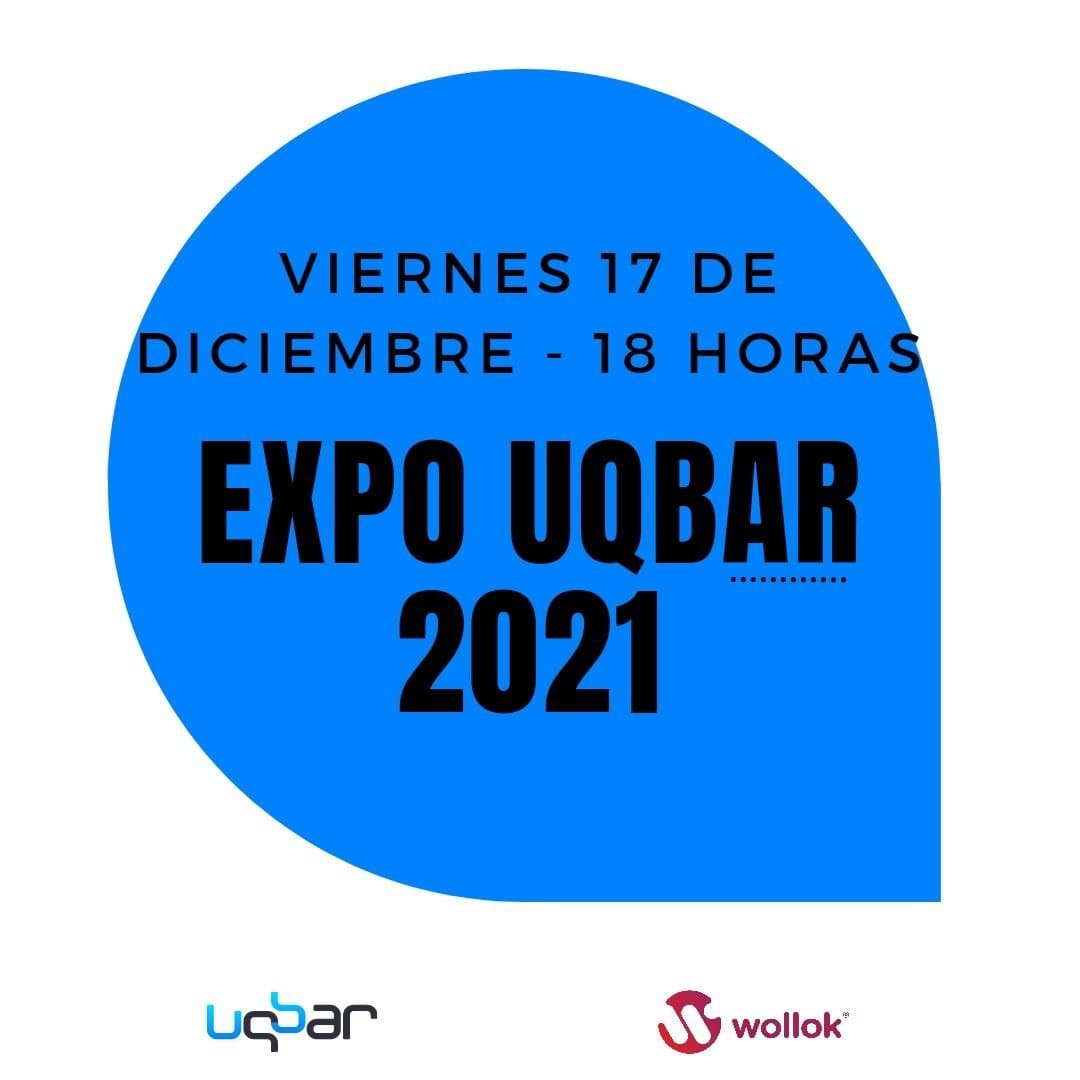 VIERNES 17 DE
DICIEMBRE - 18 HORAS
EXPO UQBAR
2021
uqbar
wollok®